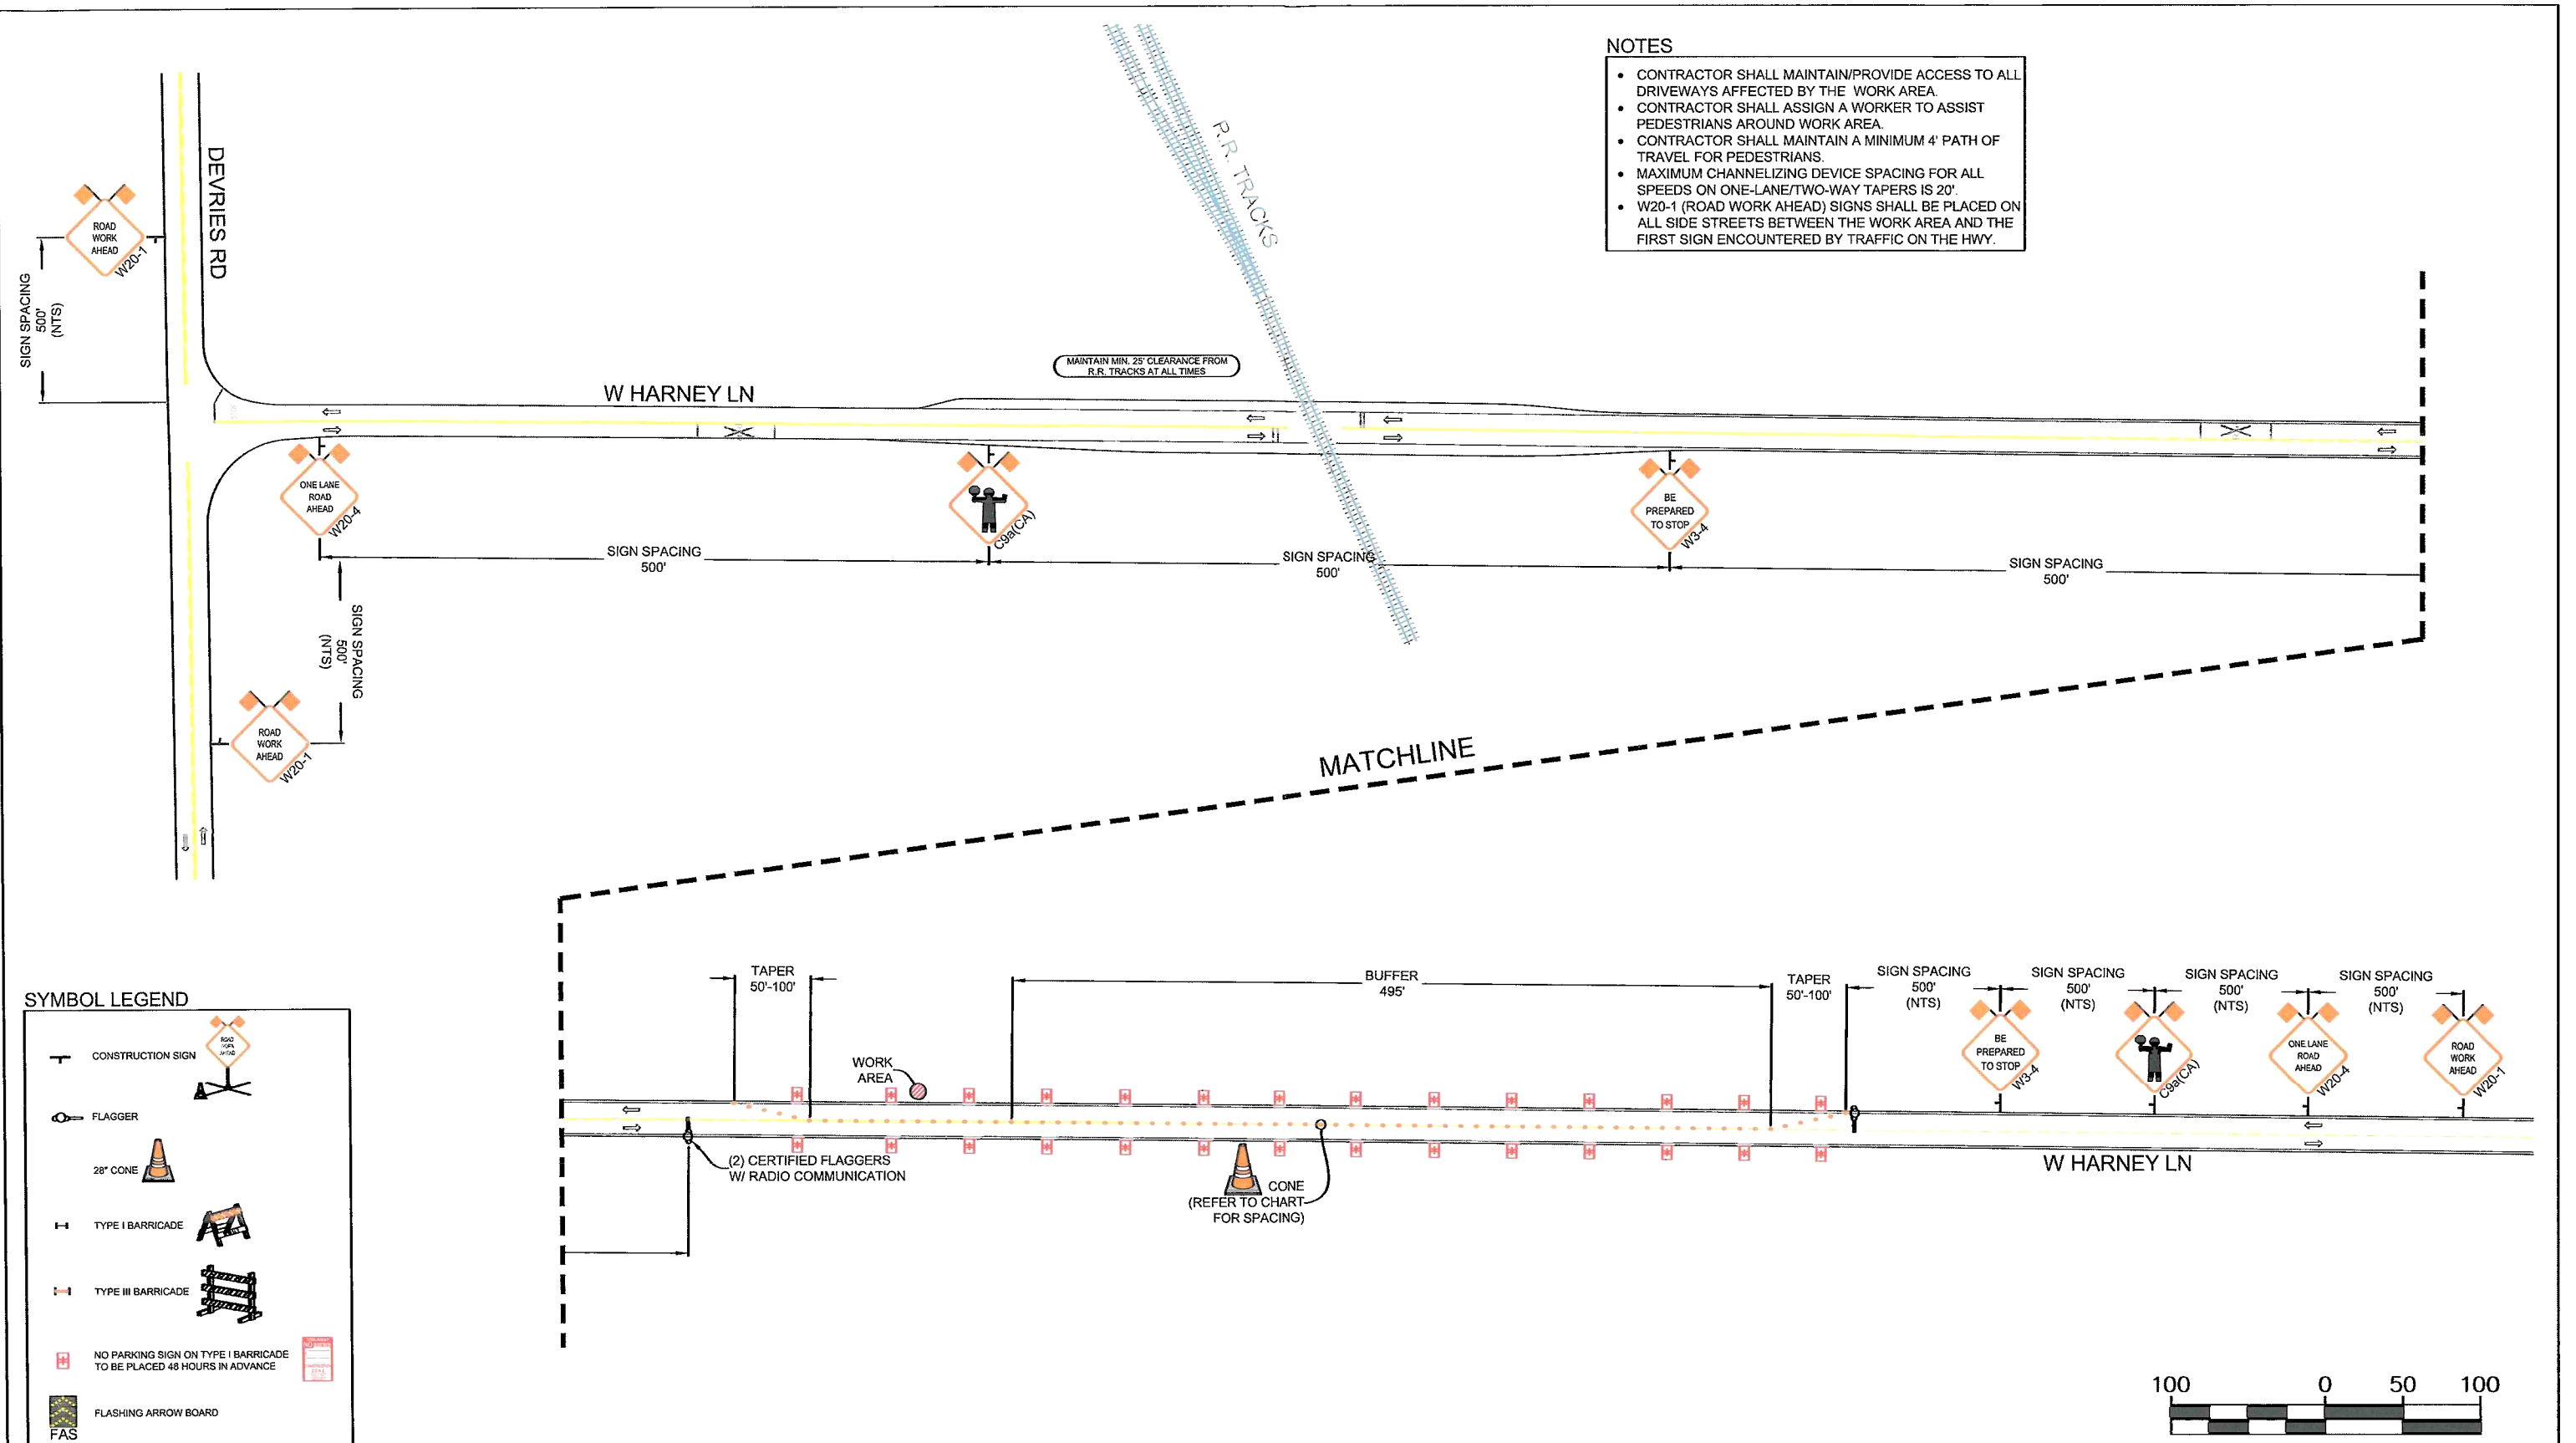 NOTES
• CONTRACTOR SHALL MAINTAIN/PROVIDE ACCESS TO ALL
DRIVEWAYS AFFECTED BY THE WORK AREA.
• CONTRACTOR SHALL ASSIGN A WORKER TO ASSIST
PEDESTRIANS AROUND WORK AREA.
• CONTRACTOR SHALL MAINTAIN A MINIMUM 4' PATH OF
TRAVEL FOR PEDESTRIANS.
• MAXIMUM CHANNELIZING DEVICE SPACING FOR ALL
SPEEDS ON ONE-LANE/TWO-WAY TAPERS IS 20'.
• W20-1 (ROAD WORK AHEAD) SIGNS SHALL BE PLACED ON
ALL SIDE STREETS BETWEEN THE WORK AREA AND THE
FIRST SIGN ENCOUNTERED BY TRAFFIC ON THE HWY.
R.R. TRACKS
DEVRIES RD
ROAD
WORK
AHEAD
W20-1
SIGN SPACING
500'
(NTS)
MAINTAIN MIN. 25' CLEARANCE FROM
R.R. TRACKS AT ALL TIMES
W HARNEY LN
ONE LANE
ROAD
AHEAD
W20-4
C9a(CA)
BE
PREPARED
TO STOP
W3-4
SIGN SPACING
500'
SIGN SPACING
500'
SIGN SPACING
500'
SIGN SPACING
500'
(NTS)
ROAD
WORK
AHEAD
W20-1
MATCHLINE
TAPER
50'-100'
BUFFER
495'
TAPER
50'-100'
SIGN SPACING
500'
(NTS)
SIGN SPACING
500'
(NTS)
SIGN SPACING
500'
(NTS)
SIGN SPACING
500'
(NTS)
BE
PREPARED
TO STOP
W3-4
C9a(CA)
ONE LANE
ROAD
AHEAD
W20-4
ROAD
WORK
AHEAD
W20-1
WORK
AREA
(2) CERTIFIED FLAGGERS
W/ RADIO COMMUNICATION
CONE
(REFER TO CHART
FOR SPACING)
W HARNEY LN
SYMBOL LEGEND
CONSTRUCTION SIGN
ROAD
WORK
AHEAD
FLAGGER
28" CONE
TYPE I BARRICADE
TYPE III BARRICADE
NO PARKING SIGN ON TYPE I BARRICADE
TO BE PLACED 48 HOURS IN ADVANCE
FLASHING ARROW BOARD
FAS
100 0 50 100